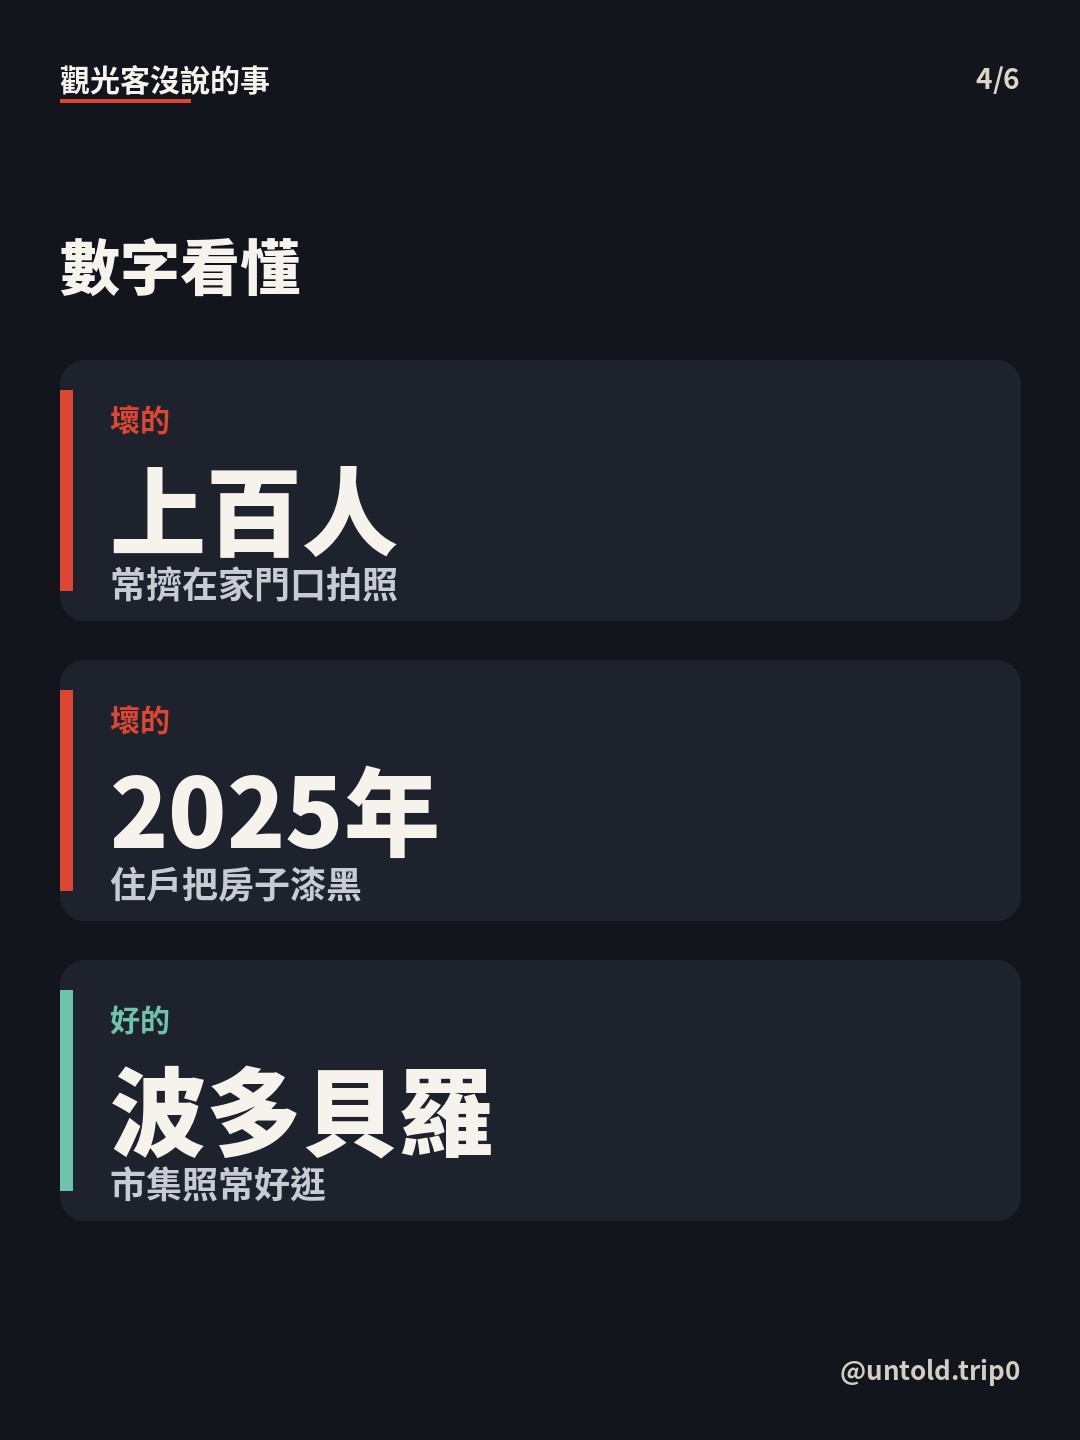 觀光客沒說的事
4/6
數字看懂
壞的
上百人
常擠在家門口拍照
壞的
2025年
住戶把房子漆黑
好的
波多貝羅
市集照常好逛
@untold.trip0